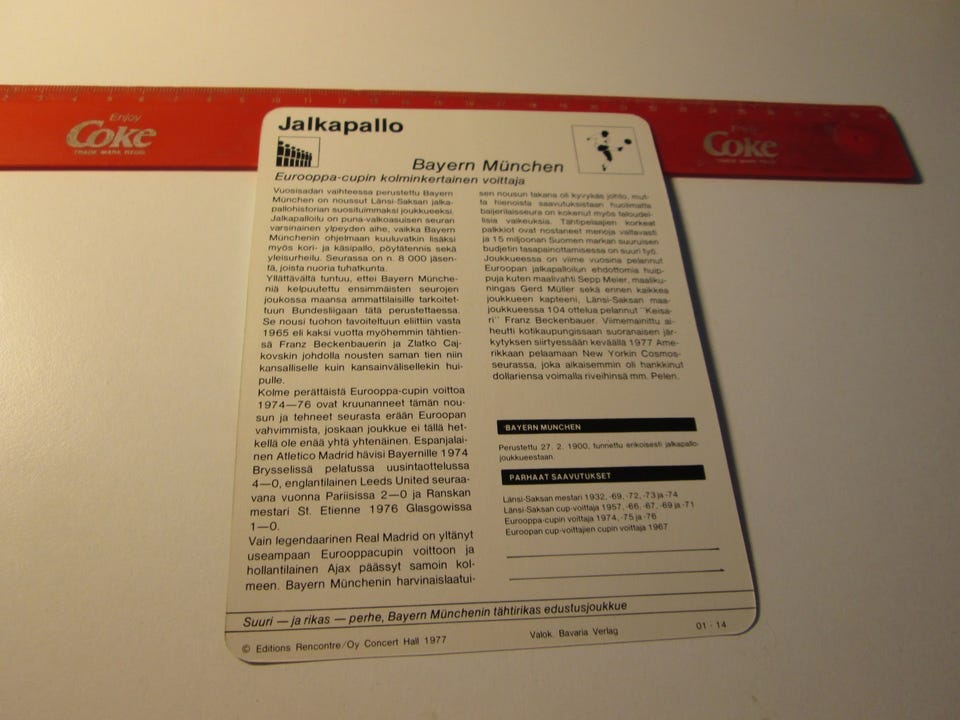 Enjoy
Coke
TRADE MARK REGD
Enjoy
Coke
TRADE MARK REGD
Jalkapallo
Bayern München
Eurooppa-cupin kolminkertainen voittaja
Vuosisadan vaihteessa perustettu Bayern
München on noussut Länsi-Saksan jalka-
pallohistorian suosituimmaksi joukkueeksi.
Jalkapalloilu on puna-valkoasuisen seuran
varsinainen ylpeyden aihe, vaikka Bayern
Münchenin ohjelmaan kuuluvatkin lisäksi
myös kori- ja käsipallo, pöytätennis sekä
yleisurheilu. Seurassa on n. 8 000 jäsen-
tä, joista nuoria tuhatkunta.
Yllättävältä tuntuu, ettei Bayern Münche-
niä kelpuutettu ensimmäisten seurojen
joukossa maansa ammattilaisille tarkoitet-
tuun Bundesliigaan tätä perustettaessa.
Se nousi tuohon tavoiteltuun eliittiin vasta
1965 eli kaksi vuotta myöhemmin tähtien-
sä Franz Beckenbauerin ja Zlatko Caj-
kovskin johdolla nousten saman tien niin
kansalliselle kuin kansainvälisellekin hui-
pulle.
Kolme perättäistä Eurooppa-cupin voittoa
1974—76 ovat kruunanneet tämän nou-
sun ja tehneet seurasta erään Euroopan
vahvimmista, joskaan joukkue ei tällä het-
kellä ole enää yhtä yhtenäinen. Espanjalai-
nen Atletico Madrid hävisi Bayernille 1974
Brysselissä pelatussa uusintaottelussa
4—0, englantilainen Leeds United seuraa-
vana vuonna Pariisissa 2—0 ja Ranskan
mestari St. Etienne 1976 Glasgowissa
1—0.
Vain legendaarinen Real Madrid on yltänyt
useampaan Eurooppacupin voittoon ja
hollantilainen Ajax päässyt samoin kol-
meen. Bayern Münchenin harvinaislaatui-
sen nousun takana oli kyvykäs johto, mut-
ta hienoista saavutuksistaan huolimatta
baijerilaisseura on kokenut myös taloudel-
lisia vaikeuksia. Tähtipelaajien korkeat
palkkiot ovat nostaneet menoja valtavasti
ja 15 miljoonan Suomen markan suuruisen
budjetin tasapainottamisessa on suuri työ.
Joukkueessa on viime vuosina pelannut
Euroopan jalkapalloilun ehdottomia huip-
puja kuten maalivahti Sepp Meier, maaliku-
ningas Gerd Müller sekä ennen kaikkea
joukkueen kapteeni, Länsi-Saksan maa-
joukkueessa 104 ottelua pelannut "Keisa-
ri" Franz Beckenbauer. Viimemainittu ai-
heutti kotikaupungissaan suoranaisen jär-
kytyksen siirtyessään keväällä 1977 Ame-
rikkaan pelaamaan New Yorkin Cosmos-
seurassa, joka aikaisemmin oli hankkinut
dollariensa voimalla riveihinsä mm. Pelen.
BAYERN MÜNCHEN
Perustettu 27. 2. 1900, tunnettu erikoisesti jalkapallo-
joukkueestaan.
PARHAAT SAAVUTUKSET
Länsi-Saksan mestari 1932, -69, -72, -73 ja -74
Länsi-Saksan cup-voittaja 1957, -66, -67, -69 ja -71
Eurooppa-cupin voittaja 1974, -75 ja -76
Euroopan cup-voittajien cupin voittaja 1967
Suuri — ja rikas — perhe, Bayern Münchenin tähtirikas edustusjoukkue
© Editions Rencontre/Oy Concert Hall 1977
Valok. Bavaria Verlag
01 - 14